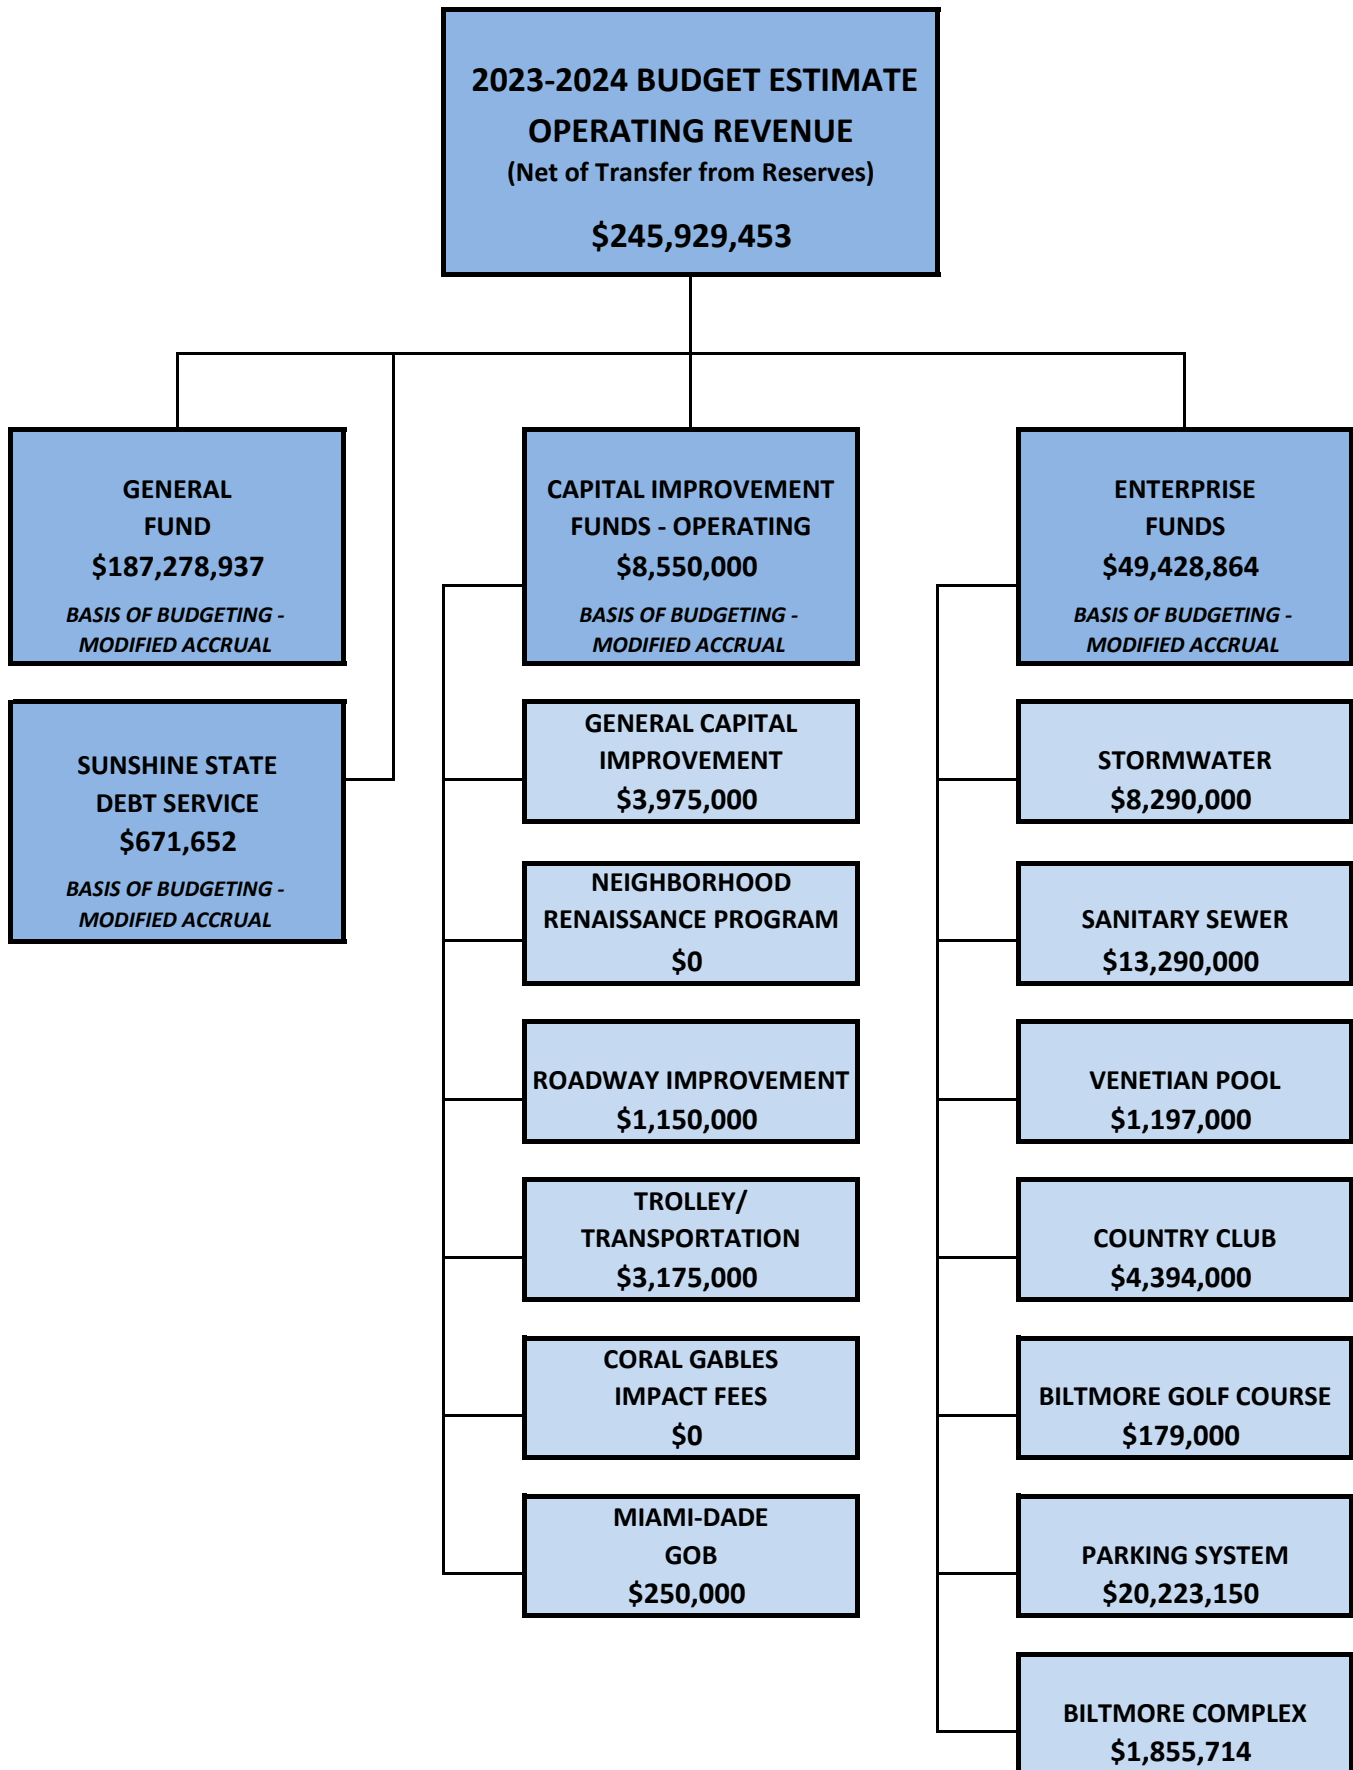 2023-2024 BUDGET ESTIMATE
OPERATING REVENUE
(Net of Transfer from Reserves)
$245,929,453
GENERAL
FUND
$187,278,937
BASIS OF BUDGETING -
MODIFIED ACCRUAL
SUNSHINE STATE
DEBT SERVICE
$671,652
BASIS OF BUDGETING -
MODIFIED ACCRUAL
CAPITAL IMPROVEMENT
FUNDS - OPERATING
$8,550,000
BASIS OF BUDGETING -
MODIFIED ACCRUAL
GENERAL CAPITAL
IMPROVEMENT
$3,975,000
NEIGHBORHOOD
RENAISSANCE PROGRAM
$0
ROADWAY IMPROVEMENT
$1,150,000
TROLLEY/
TRANSPORTATION
$3,175,000
CORAL GABLES
IMPACT FEES
$0
MIAMI-DADE
GOB
$250,000
ENTERPRISE
FUNDS
$49,428,864
BASIS OF BUDGETING -
MODIFIED ACCRUAL
STORMWATER
$8,290,000
SANITARY SEWER
$13,290,000
VENETIAN POOL
$1,197,000
COUNTRY CLUB
$4,394,000
BILTMORE GOLF COURSE
$179,000
PARKING SYSTEM
$20,223,150
BILTMORE COMPLEX
$1,855,714